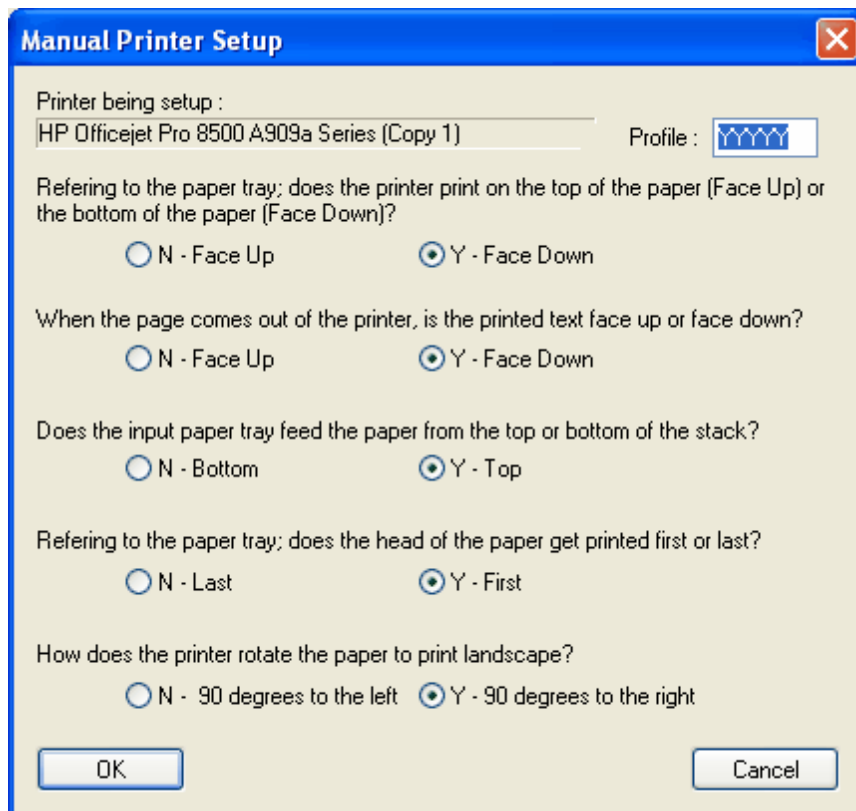 Manual Printer Setup
Printer being setup :
HP Officejet Pro 8500 A909a Series (Copy 1)
Profile : YYYYY
Refering to the paper tray; does the printer print on the top of the paper (Face Up) or
the bottom of the paper (Face Down)?
N - Face Up
Y - Face Down
When the page comes out of the printer, is the printed text face up or face down?
N - Face Up
Y - Face Down
Does the input paper tray feed the paper from the top or bottom of the stack?
N - Bottom
Y - Top
Refering to the paper tray; does the head of the paper get printed first or last?
N - Last
Y - First
How does the printer rotate the paper to print landscape?
N -  90 degrees to the left
Y - 90 degrees to the right
OK
Cancel